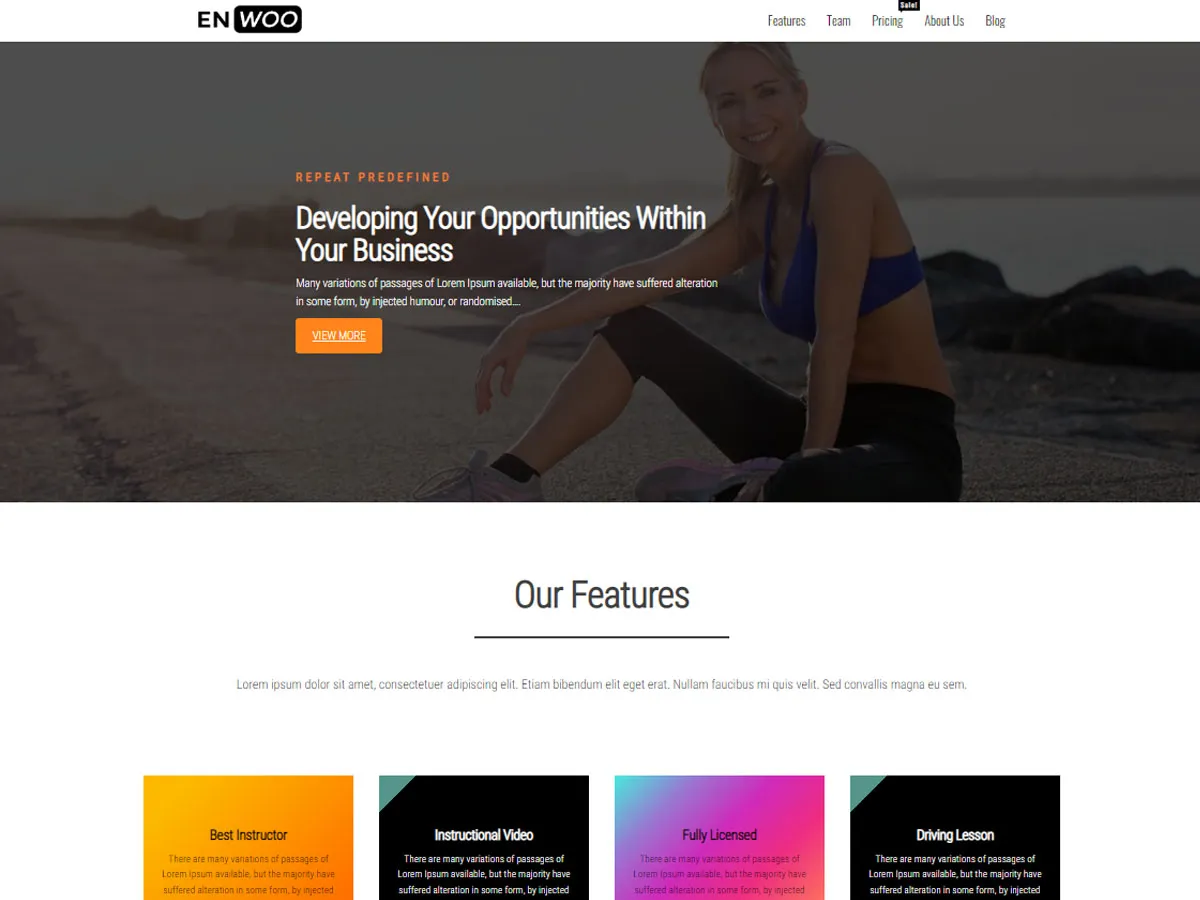 EN WOO
Sale!
Features Team Pricing About Us Blog
REPEAT PREDEFINED
Developing Your Opportunities Within
Your Business
Many variations of passages of Lorem Ipsum available, but the majority have suffered alteration
in some form, by injected humour, or randomised....
VIEW MORE
Our Features
Lorem ipsum dolor sit amet, consectetuer adipiscing elit. Etiam bibendum elit eget erat. Nullam faucibus mi quis velit. Sed convallis magna eu sem.
Best Instructor
There are many variations of passages of
Lorem Ipsum available, but the majority have
suffered alteration in some form, by injected
Instructional Video
There are many variations of passages of
Lorem Ipsum available, but the majority have
suffered alteration in some form, by injected
Fully Licensed
There are many variations of passages of
Lorem Ipsum available, but the majority have
suffered alteration in some form, by injected
Driving Lesson
There are many variations of passages of
Lorem Ipsum available, but the majority have
suffered alteration in some form, by injected